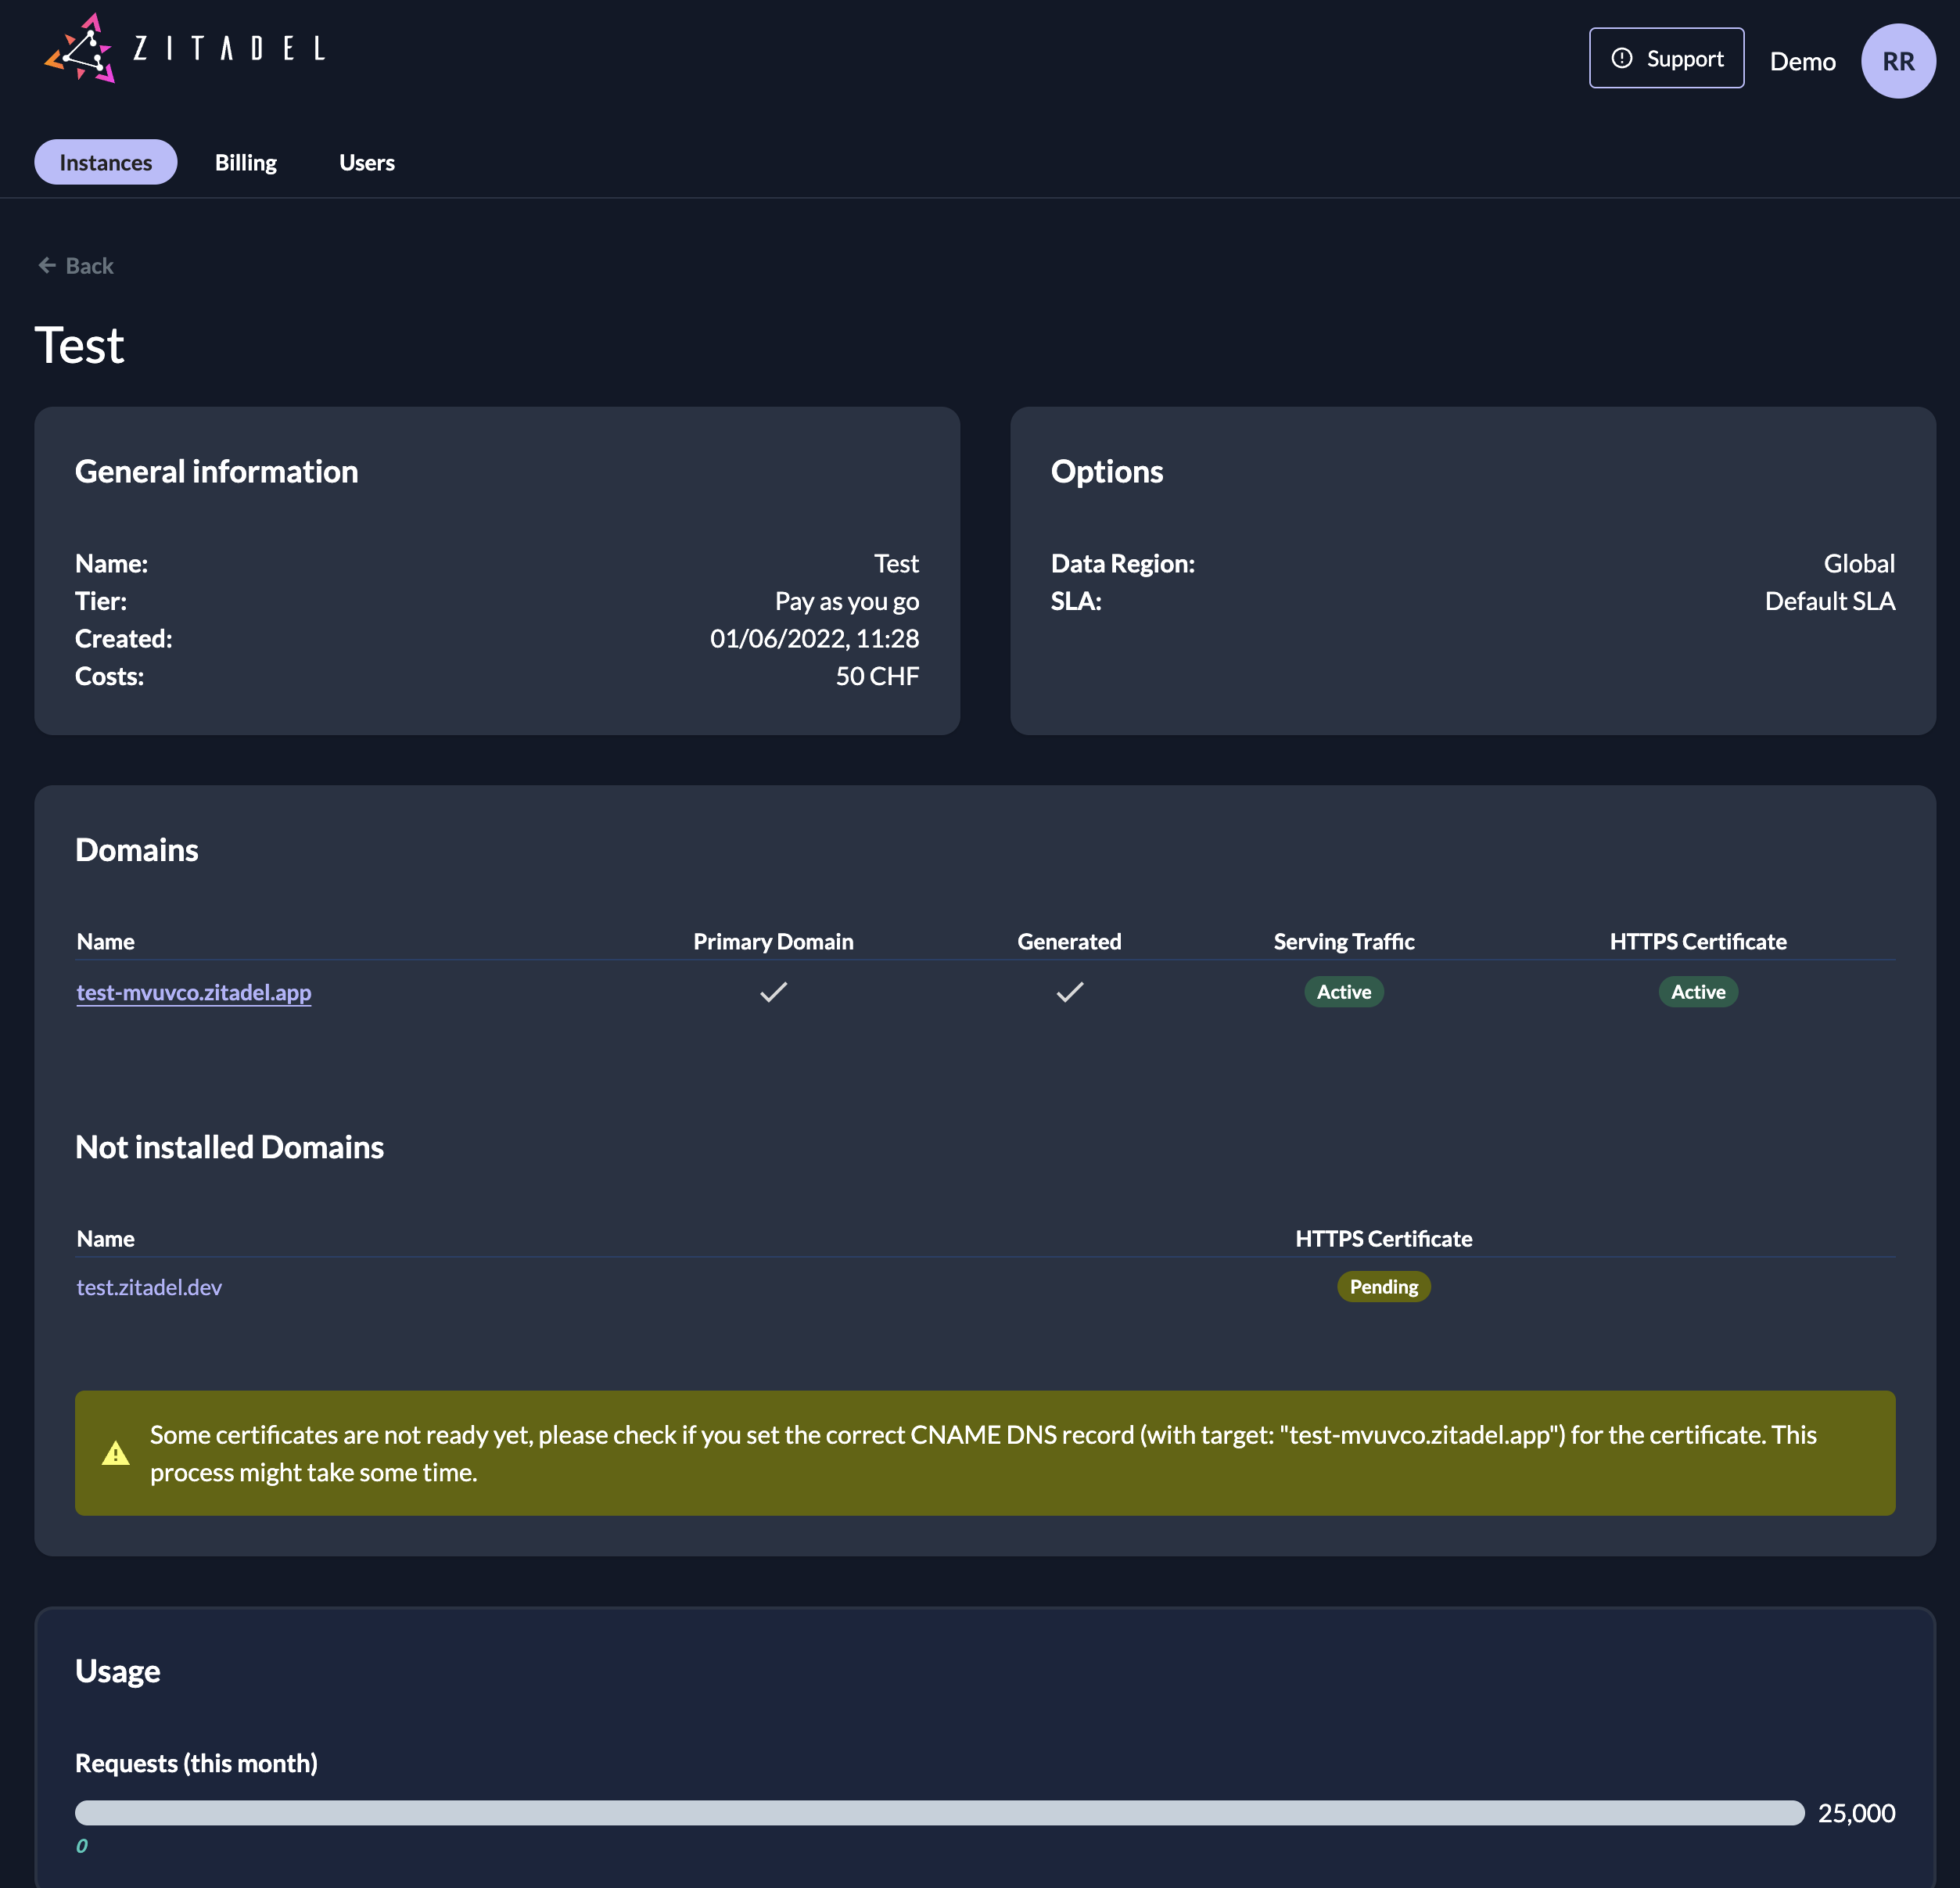 ZITADEL
Support
Demo
RR
Instances
Billing
Users
Back
Test
General information
Name: Test
Tier: Pay as you go
Created: 01/06/2022, 11:28
Costs: 50 CHF
Options
Data Region: Global
SLA: Default SLA
Domains
Name Primary Domain Generated Serving Traffic HTTPS Certificate
test-mvuvco.zitadel.app Active Active
Not installed Domains
Name HTTPS Certificate
test.zitadel.dev Pending
Some certificates are not ready yet, please check if you set the correct CNAME DNS record (with target: "test-mvuvco.zitadel.app") for the certificate. This
process might take some time.
Usage
Requests (this month)
25,000
0